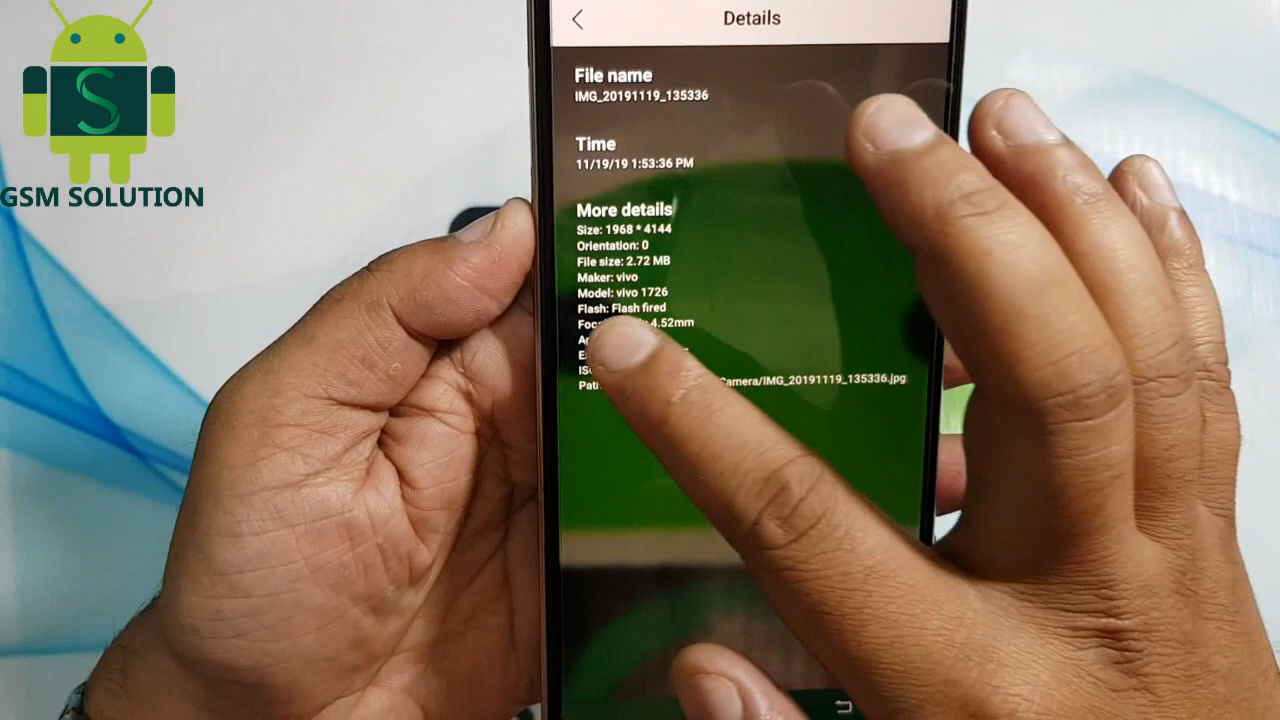 Details
File name
IMG_20191119_135336
Time
11/19/19 1:53:36 PM
More details
Size: 1968 * 4144
Orientation: 0
File size: 2.72 MB
Maker: vivo
Model: vivo 1726
Flash: Flash fired
4.52mm
Camera/IMG_20191119_135336.jpg
S
GSM SOLUTION